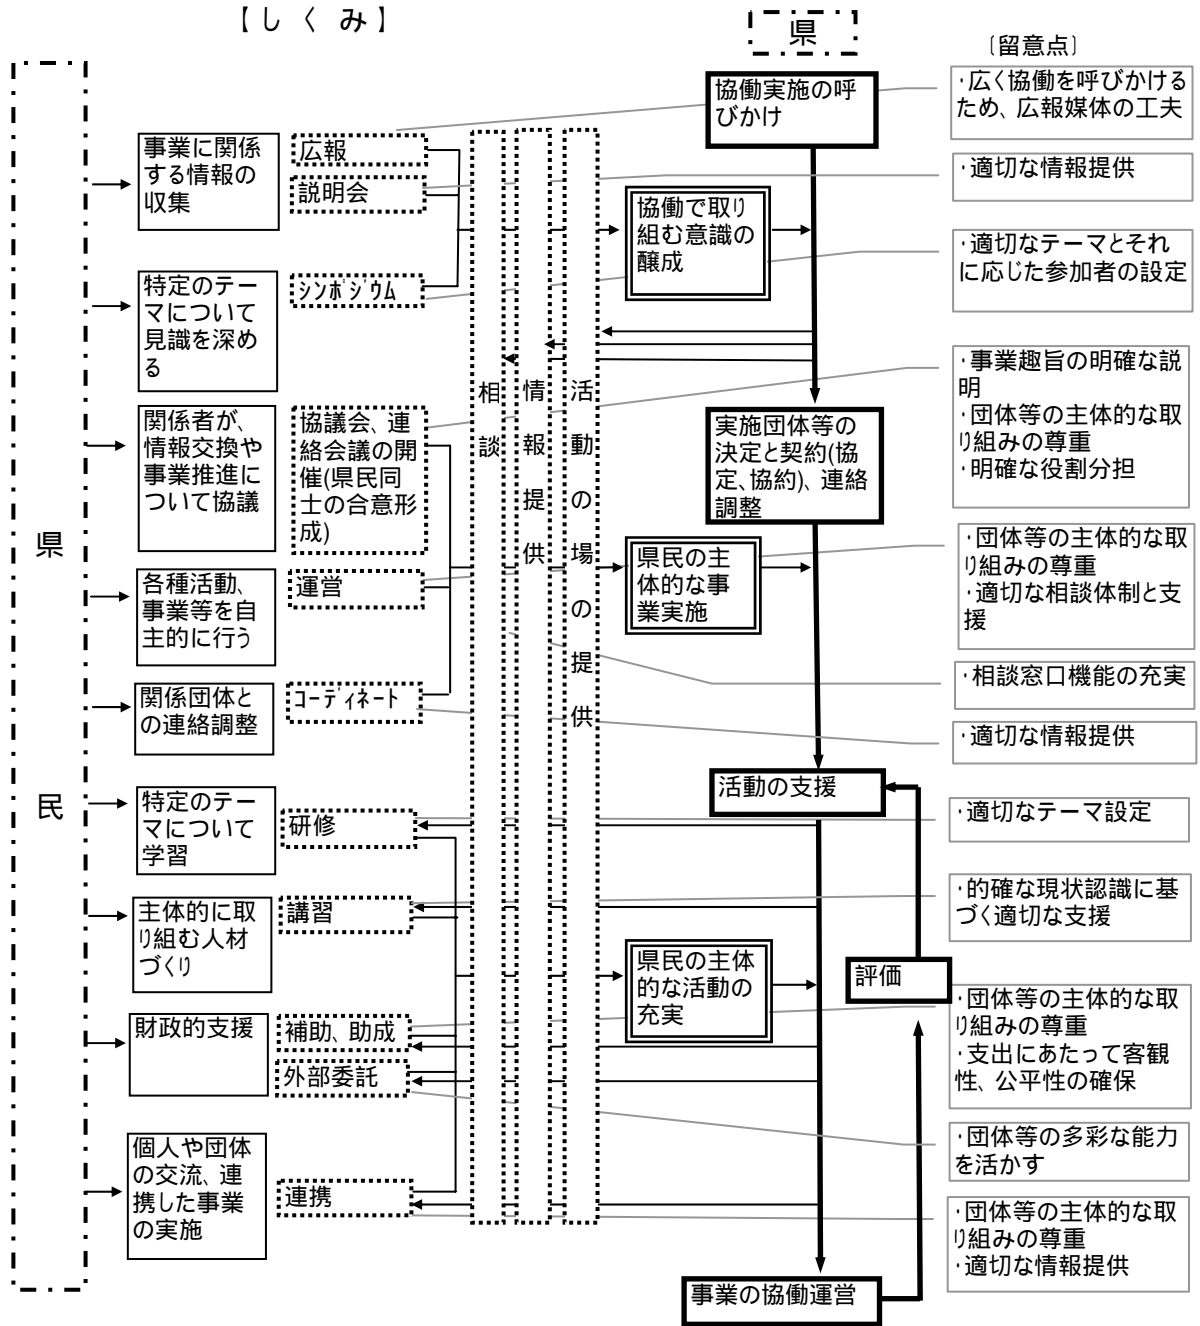 【しくみ】
県
〔留意点〕
県民
事業に関係
する情報の
収集
特定のテー
マについて
見識を深め
る
関係者が、
情報交換や
事業推進に
ついて協議
各種活動、
事業等を自
主的に行う
関係団体と
の連絡調整
特定のテー
マについて
学習
主体的に取
り組む人材
づくり
財政的支援
個人や団体
の交流、連
携した事業
の実施
広報
説明会
シンポジウム
協議会、連
絡会議の開
催(県民同
士の合意形
成)
運営
コーディネート
研修
講習
補助、助成
外部委託
連携
相談
情報提供
活動の場の提供
協働で取り
組む意識の
醸成
県民の主
体的な事
業実施
県民の主体
的な活動の
充実
協働実施の呼
びかけ
実施団体等の
決定と契約(協
定、協約)、連絡
調整
活動の支援
評価
事業の協働運営
・広く協働を呼びかける
ため、広報媒体の工夫
・適切な情報提供
・適切なテーマとそれ
に応じた参加者の設定
・事業趣旨の明確な説
明
・団体等の主体的な取
り組みの尊重
・明確な役割分担
・団体等の主体的な取
り組みの尊重
・適切な相談体制と支
援
・相談窓口機能の充実
・適切な情報提供
・適切なテーマ設定
・的確な現状認識に基
づく適切な支援
・団体等の主体的な取
り組みの尊重
・支出にあたって客観
性、公平性の確保
・団体等の多彩な能力
を活かす
・団体等の主体的な取
り組みの尊重
・適切な情報提供